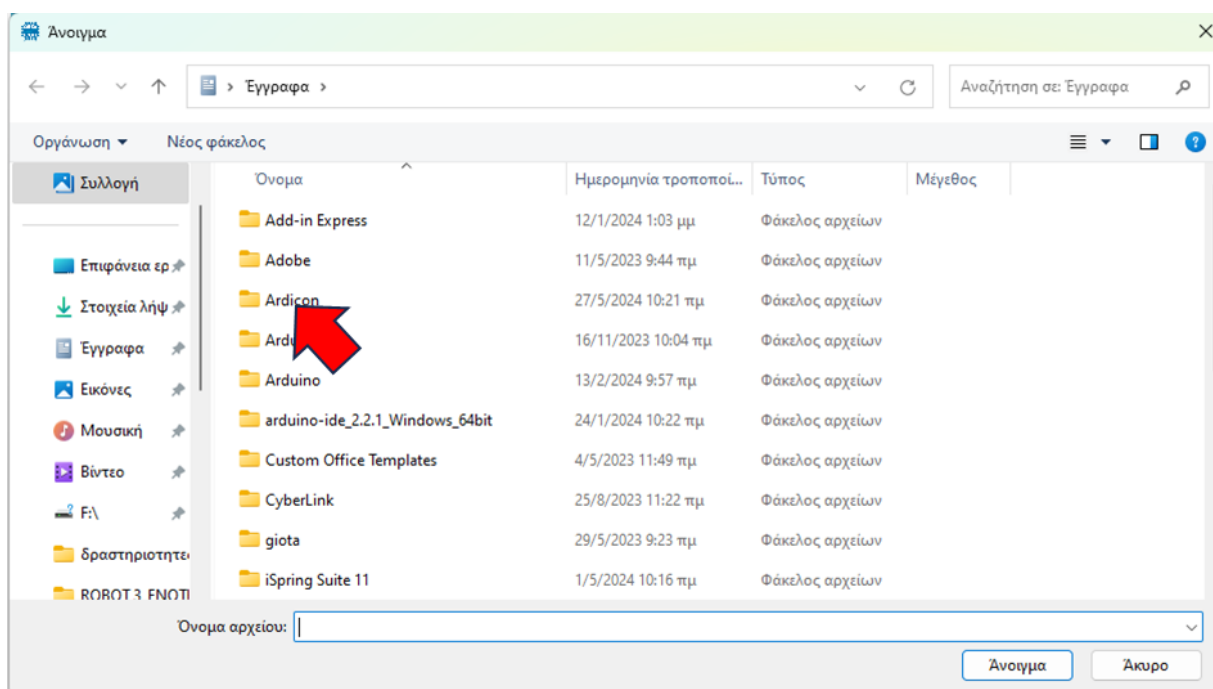 Άνοιγμα
Έγγραφα
Αναζήτηση σε: Έγγραφα
Οργάνωση Νέος φάκελος
Συλλογή
Επιφάνεια ερ
Στοιχεία λήψ
Έγγραφα
Εικόνες
Μουσική
Βίντεο
F:\
δραστηριοτητε
ROBOT 3 ΕΝΟΤΙ
Όνομα Ημερομηνία τροποποί... Τύπος Μέγεθος
Add-in Express 12/1/2024 1:03 μμ Φάκελος αρχείων
Adobe 11/5/2023 9:44 πμ Φάκελος αρχείων
Ardicon 27/5/2024 10:21 πμ Φάκελος αρχείων
16/11/2023 10:04 πμ Φάκελος αρχείων
Arduino 13/2/2024 9:57 πμ Φάκελος αρχείων
arduino-ide_2.2.1_Windows_64bit 24/1/2024 10:22 πμ Φάκελος αρχείων
Custom Office Templates 4/5/2023 11:49 πμ Φάκελος αρχείων
CyberLink 25/8/2023 11:22 πμ Φάκελος αρχείων
giota 29/5/2023 9:23 πμ Φάκελος αρχείων
iSpring Suite 11 1/5/2024 10:16 πμ Φάκελος αρχείων
Όνομα αρχείου:
Άνοιγμα Άκυρο